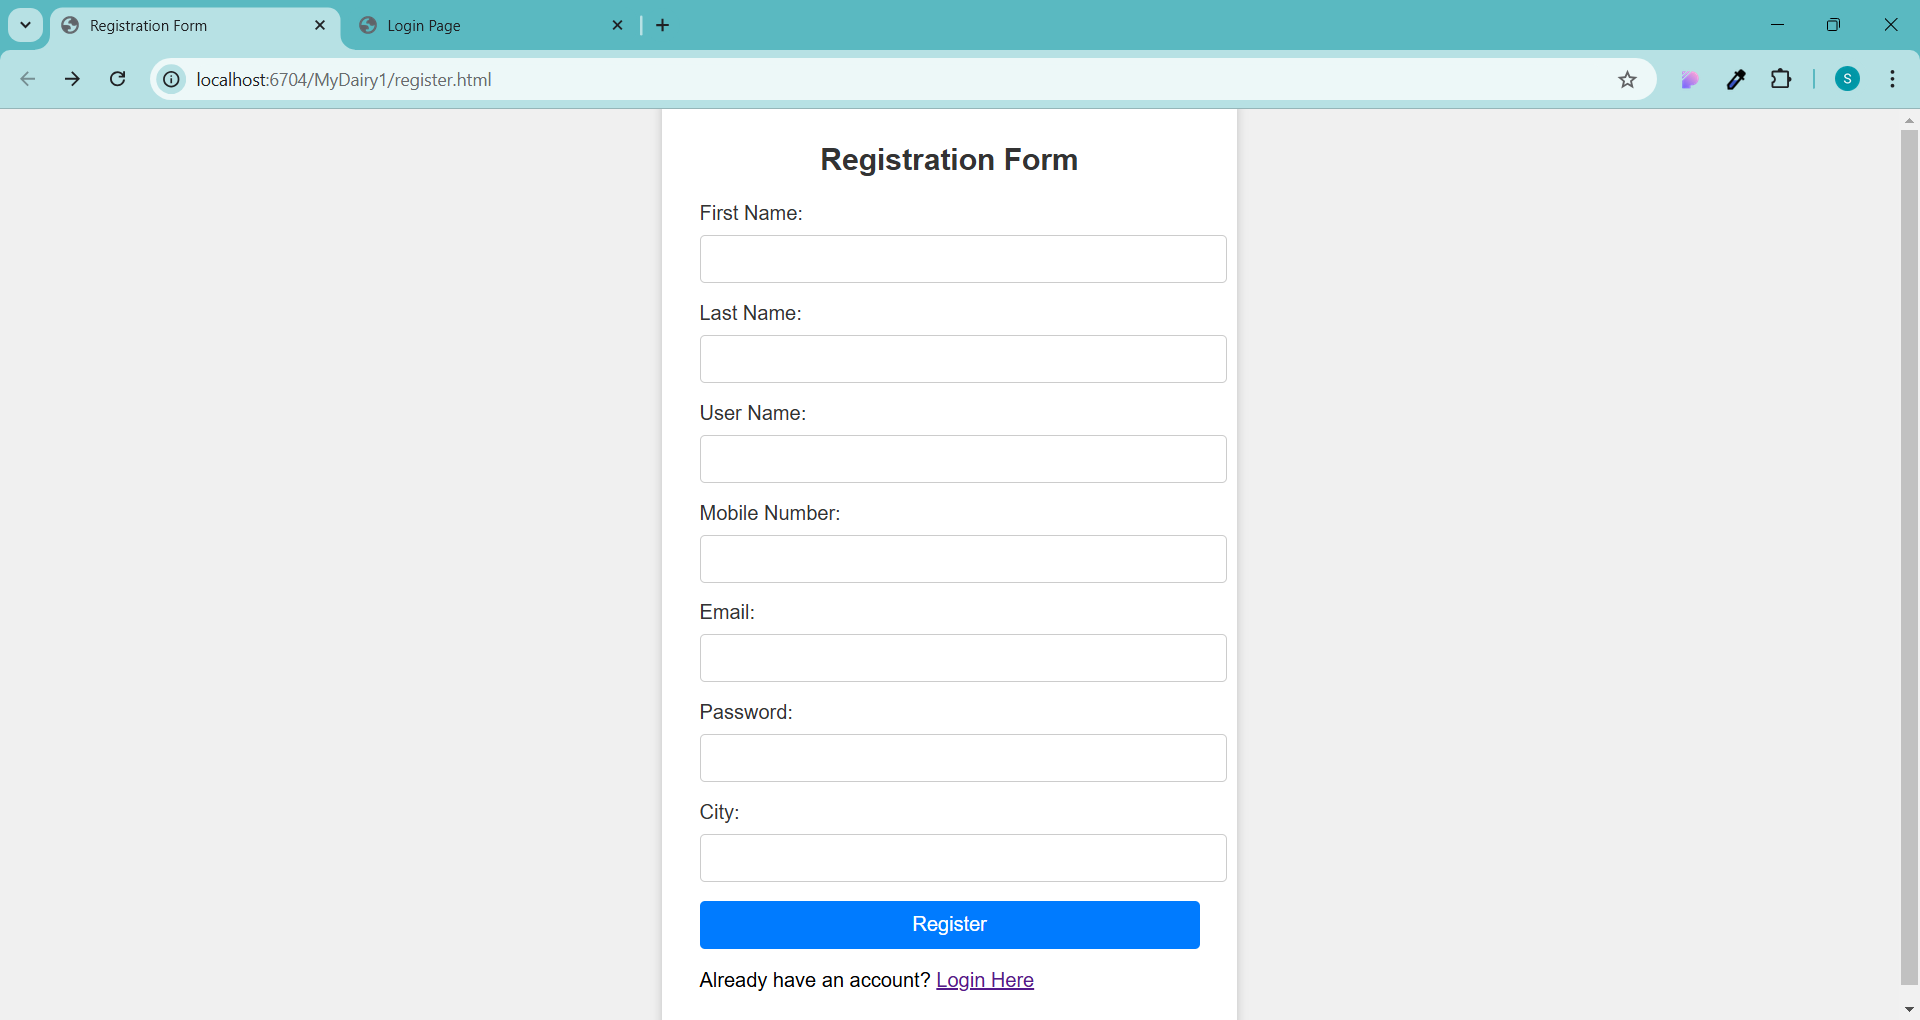 Registration Form
Login Page
localhost:6704/MyDairy1/register.html
S
Registration Form
First Name:
Last Name:
User Name:
Mobile Number:
Email:
Password:
City:
Register
Already have an account? Login Here